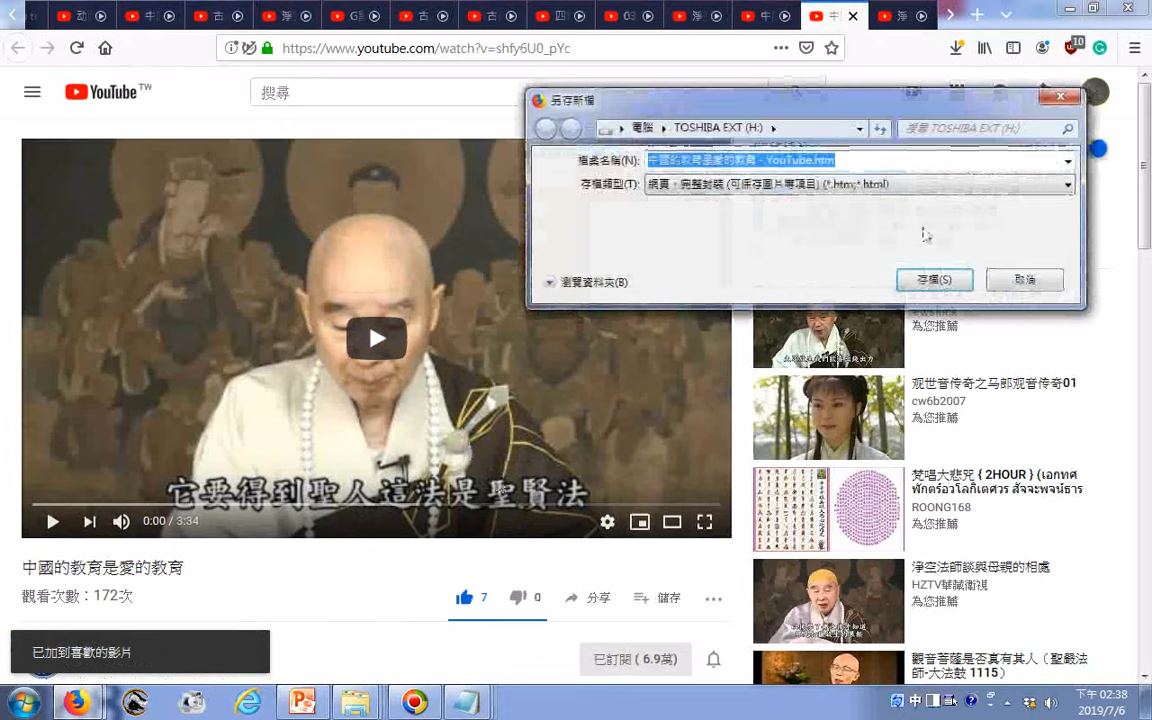 https://www.youtube.com/watch?v=shfy6U0_pYc
10
YouTube TW
搜尋
另存新檔
電腦 TOSHIBA EXT (H:)
搜尋 TOSHIBA EXT (H:)
檔案名稱(N):
中國的教育是愛的教育 - YouTube.htm
存檔類型(T):
網頁，完整封裝 (可保存圖片等項目) (*.htm;*.html)
瀏覽資料夾(B)
存檔(S)
取消
為您推薦
观世音传奇之马郎观音传奇01
cw6b2007
為您推薦
梵唱大悲咒 { 2HOUR } (เอกทศ
พักตร์อวโลกิเตศวร สัจจะพจน์ธาร
ROONG168
為您推薦
淨空法師談與母親的相處
HZTV華藏衛視
為您推薦
觀音菩薩是否真有其人（聖嚴法
師-大法鼓 1115）
它要得到聖人這法是聖賢法
0:00 / 3:34
中國的教育是愛的教育
觀看次數：172次
7
0
分享
儲存
已加到喜歡的影片
已訂閱 ( 6.9萬)
中
下午 02:38
2019/7/6